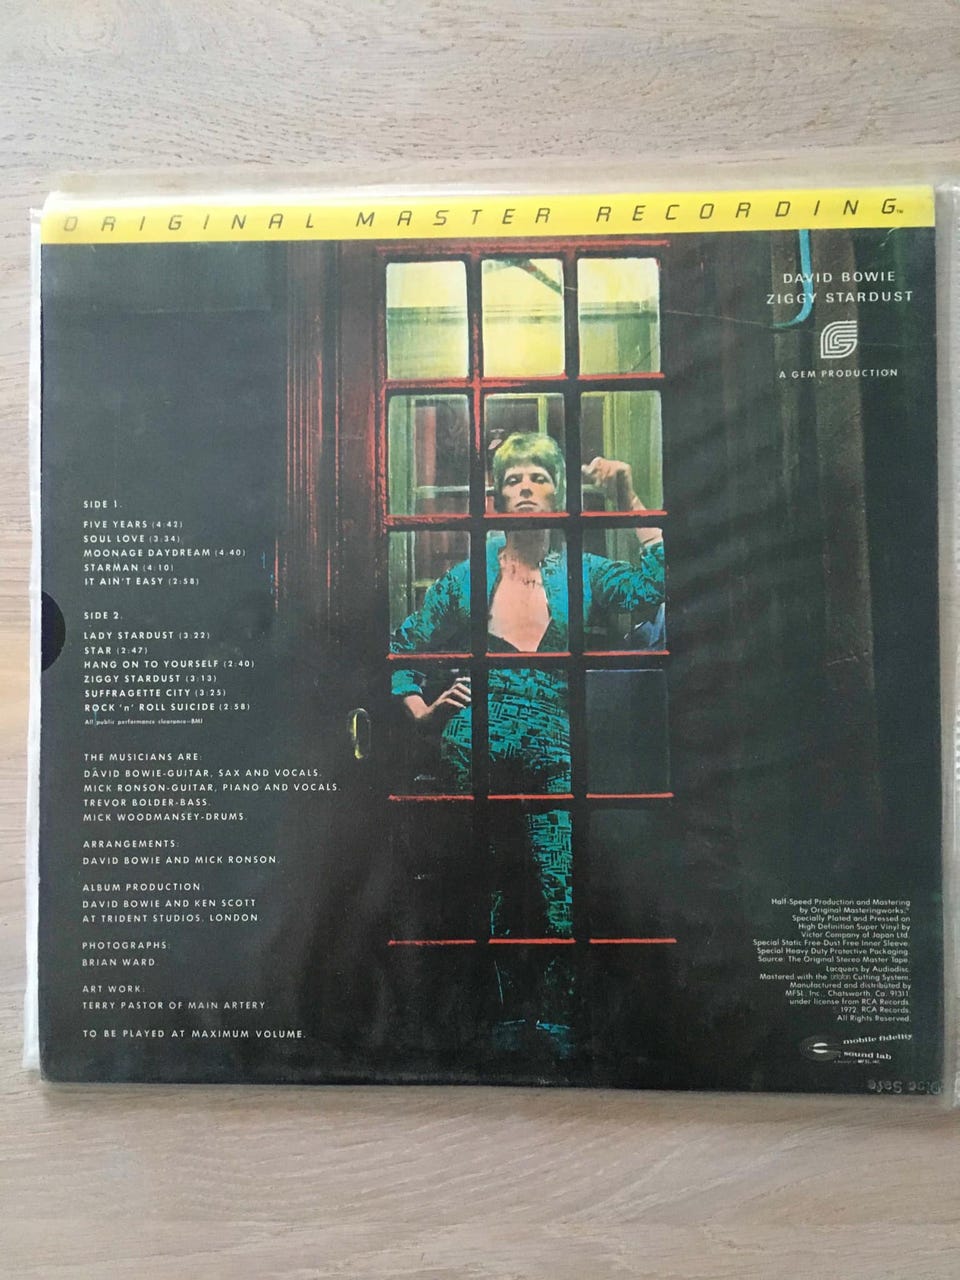 ORIGINAL MASTER RECORDING™
DAVID BOWIE
ZIGGY STARDUST
A GEM PRODUCTION
SIDE 1.
FIVE YEARS (4:42)
SOUL LOVE (3:34)
MOONAGE DAYDREAM (4:40)
STARMAN (4:10)
IT AIN'T EASY (2:58)
SIDE 2.
LADY STARDUST (3:22)
STAR (2:47)
HANG ON TO YOURSELF (2:40)
ZIGGY STARDUST (3:13)
SUFFRAGETTE CITY (3:25)
ROCK 'n' ROLL SUICIDE (2:58)
All public performance clearance—BMI
THE MUSICIANS ARE:
DAVID BOWIE-GUITAR, SAX AND VOCALS.
MICK RONSON-GUITAR, PIANO AND VOCALS.
TREVOR BOLDER-BASS.
MICK WOODMANSEY-DRUMS.
ARRANGEMENTS:
DAVID BOWIE AND MICK RONSON.
ALBUM PRODUCTION
DAVID BOWIE AND KEN SCOTT
AT TRIDENT STUDIOS, LONDON
PHOTOGRAPHS:
BRIAN WARD
ART WORK:
TERRY PASTOR OF MAIN ARTERY
TO BE PLAYED AT MAXIMUM VOLUME.
Half-Speed Production and Mastering
by Original Masteringworks.
Specially Plated and Pressed on
High Definition Super Vinyl by
Victor Company of Japan Ltd.
Special Static Free-Dust Free Inner Sleeve.
Special Heavy Duty Protective Packaging.
Source: The Original Stereo Master Tape.
Lacquers by Audiodisc.
Mastered with the ortofon Cutting System.
Manufactured and distributed by
MFSL, Inc., Chatsworth, Ca. 91311,
under license from RCA Records.
1972, RCA Records.
All Rights Reserved.
mobile fidelity
sound lab
MFSL, INC.
Disc Safe